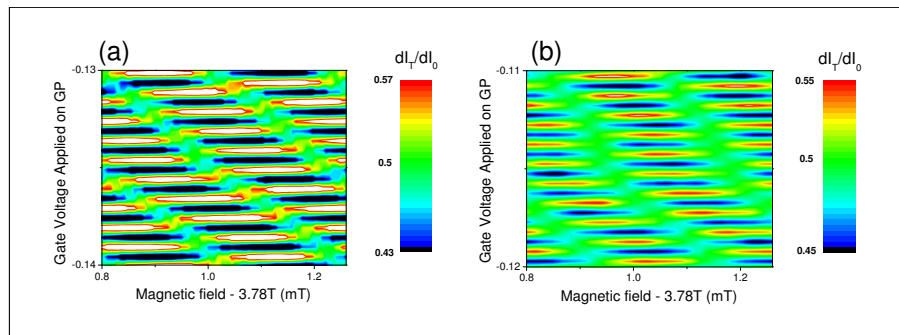 (a)
dI_T/dI_0
-0.13
0.57
Gate Voltage Applied on GP
0.5
0.43
-0.14
0.8 1.0 1.2
Magnetic field - 3.78T (mT)
(b)
dI_T/dI_0
-0.11
0.55
Gate Voltage Applied on GP
0.5
0.45
-0.12
0.8 1.0 1.2
Magnetic field - 3.78T (mT)